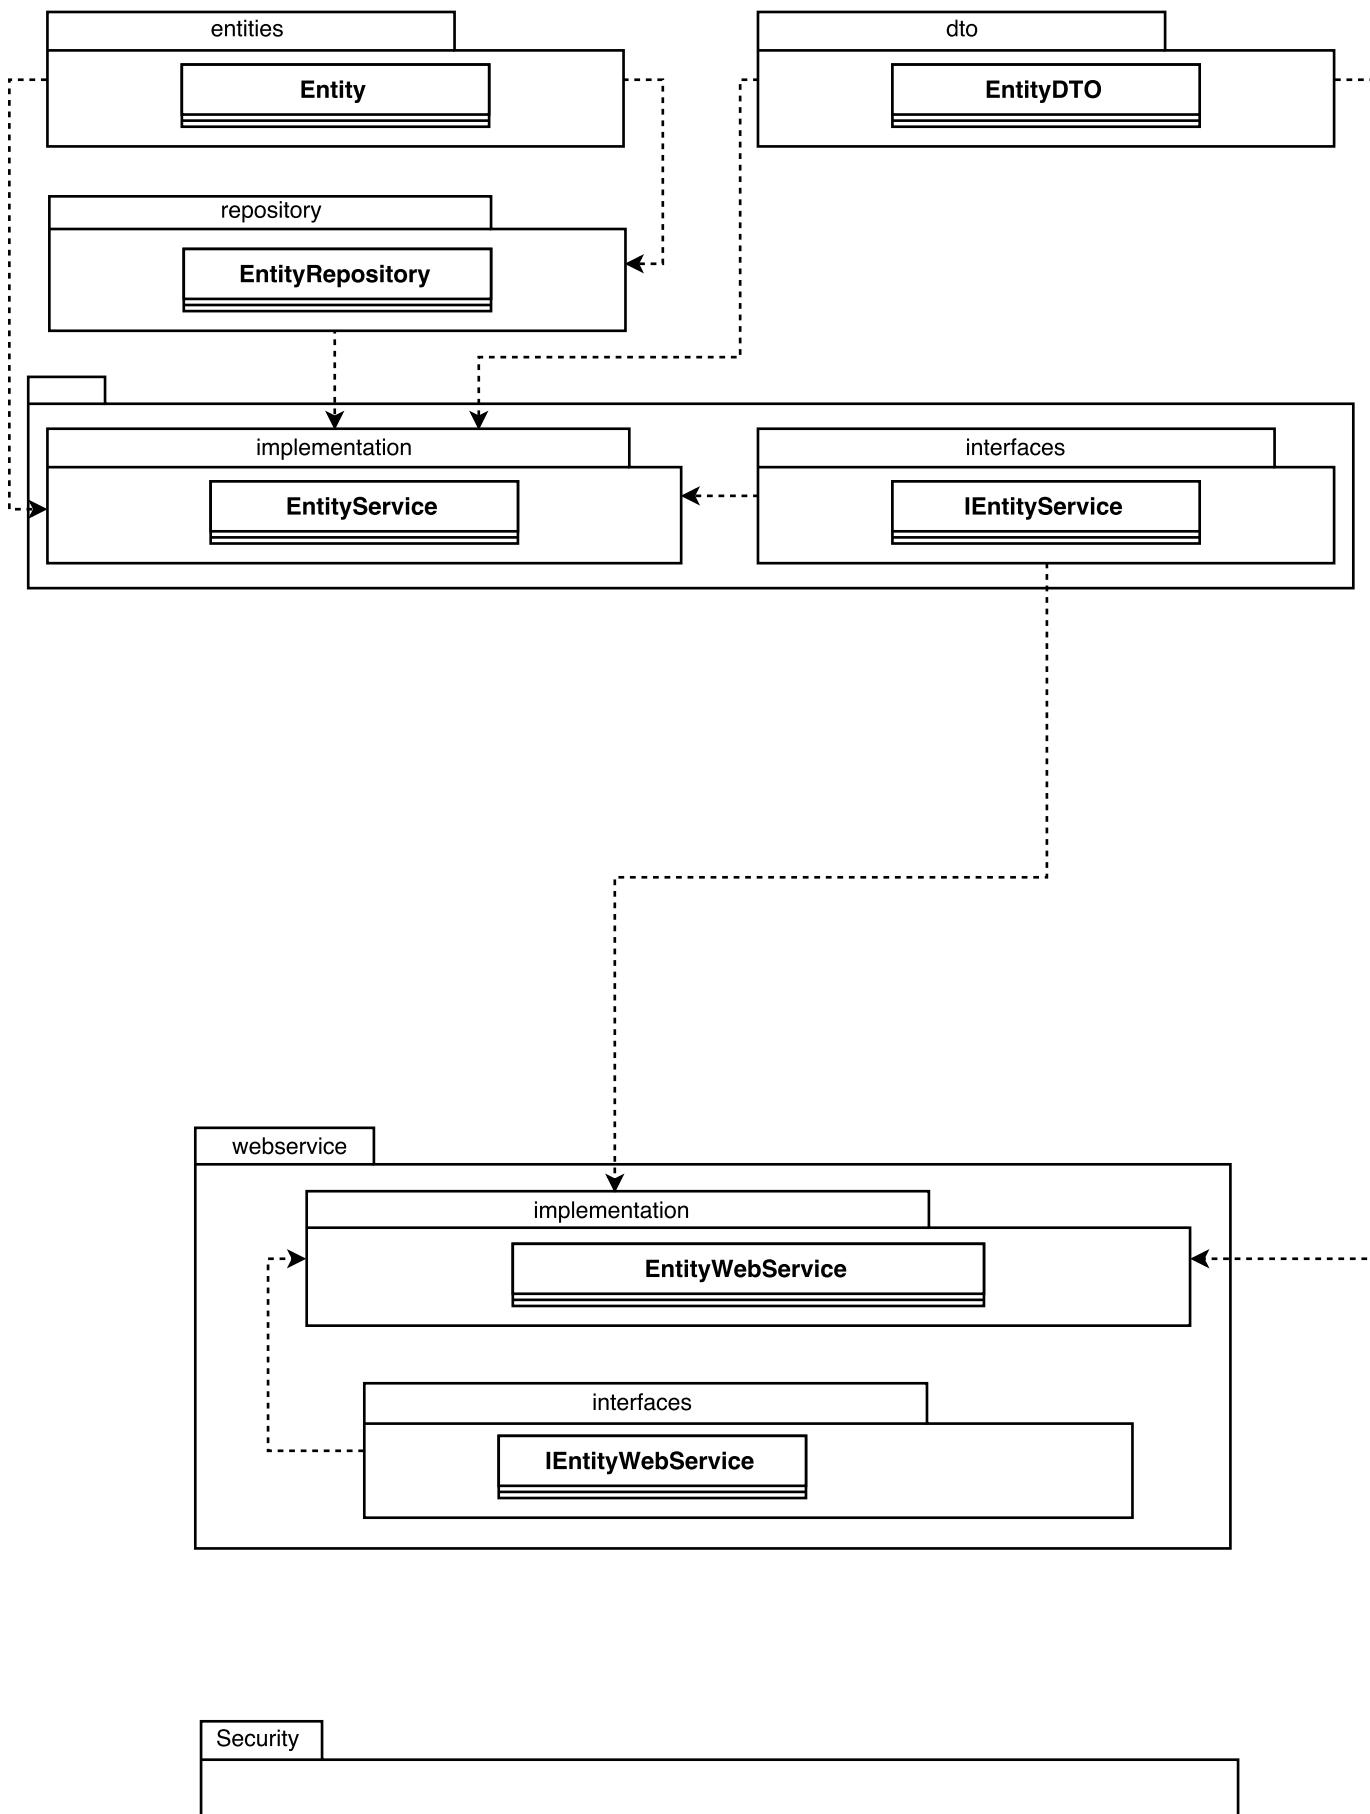 entities
dto
Entity
EntityDTO
repository
EntityRepository
implementation
interfaces
EntityService
IEntityService
webservice
implementation
EntityWebService
interfaces
IEntityWebService
Security